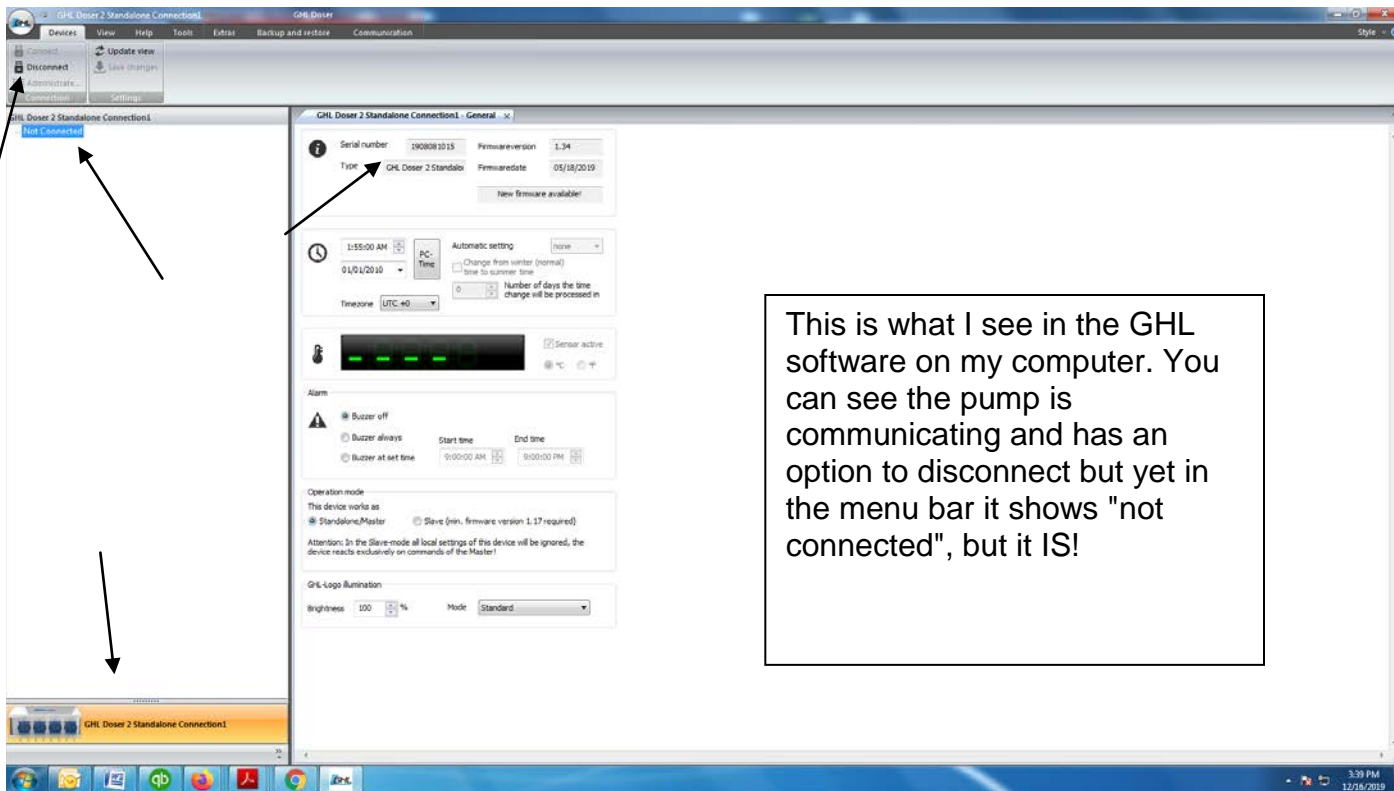 GHL Doser 2 Standalone Connection1 GHL Doser
Devices View Help Tools Extras Backup and restore Communication Style
Connect Update view
Disconnect Save changes
Administrate...
Connection Settings
GHL Doser 2 Standalone Connection1
Not Connected
GHL Doser 2 Standalone Connection1 - General x
Serial number 1908081015 Firmwareversion 1.34
Type GHL Doser 2 Standalo Firmwaredate 05/18/2019
New firmware available!
1:55:00 AM PC-Time Automatic setting none
01/01/2010 Change from winter (normal)
time to summer time
0 Number of days the time
change will be processed in
Timezone UTC +0
Sensor active
°C °F
Alarm
Buzzer off
Buzzer always Start time End time
Buzzer at set time 9:00:00 AM 9:00:00 PM
Operation mode
This device works as
Standalone/Master Slave (min. firmware version 1.17 required)
Attention: In the Slave-mode all local settings of this device will be ignored, the
device reacts exclusively on commands of the Master!
GHL-Logo illumination
Brightness 100 % Mode Standard
This is what I see in the GHL
software on my computer. You
can see the pump is
communicating and has an
option to disconnect but yet in
the menu bar it shows "not
connected", but it IS!
GHL Doser 2 Standalone Connection1
qb GHL
3:39 PM
12/16/2019